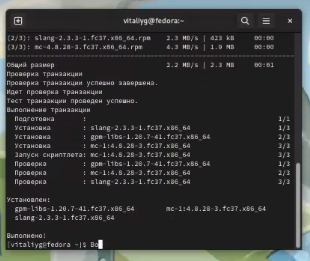 vitaliyg@fedora:~
(2/3): slang-2.3.3-1.fc37.x86_64.rpm 2.3 MB/s | 423 kB 00:00
(3/3): mc-4.8.28-3.fc37.x86_64.rpm 4.3 MB/s | 1.9 MB 00:00
--------------------------------------------------------------------------------
Общий размер 2.2 MB/s | 2.3 MB 00:01
Проверка транзакции
Проверка транзакции успешно завершена.
Идет проверка транзакции
Тест транзакции проведен успешно.
Выполнение транзакции
Подготовка : 1/1
Установка : slang-2.3.3-1.fc37.x86_64 1/3
Установка : gpm-libs-1.20.7-41.fc37.x86_64 2/3
Установка : mc-1:4.8.28-3.fc37.x86_64 3/3
Запуск скриптлета: mc-1:4.8.28-3.fc37.x86_64 3/3
Проверка : gpm-libs-1.20.7-41.fc37.x86_64 1/3
Проверка : mc-1:4.8.28-3.fc37.x86_64 2/3
Проверка : slang-2.3.3-1.fc37.x86_64 3/3
Установлен:
gpm-libs-1.20.7-41.fc37.x86_64 mc-1:4.8.28-3.fc37.x86_64
slang-2.3.3-1.fc37.x86_64
Выполнено!
[vitaliyg@fedora ~]$ Во